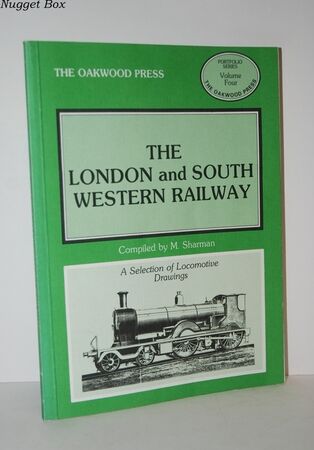 Nugget Box
THE OAKWOOD PRESS
PORTFOLIO
SERIES
Volume
Four
THE OAKWOOD PRESS
THE
LONDON and SOUTH
WESTERN RAILWAY
Compiled by M. Sharman
A Selection of Locomotive
Drawings